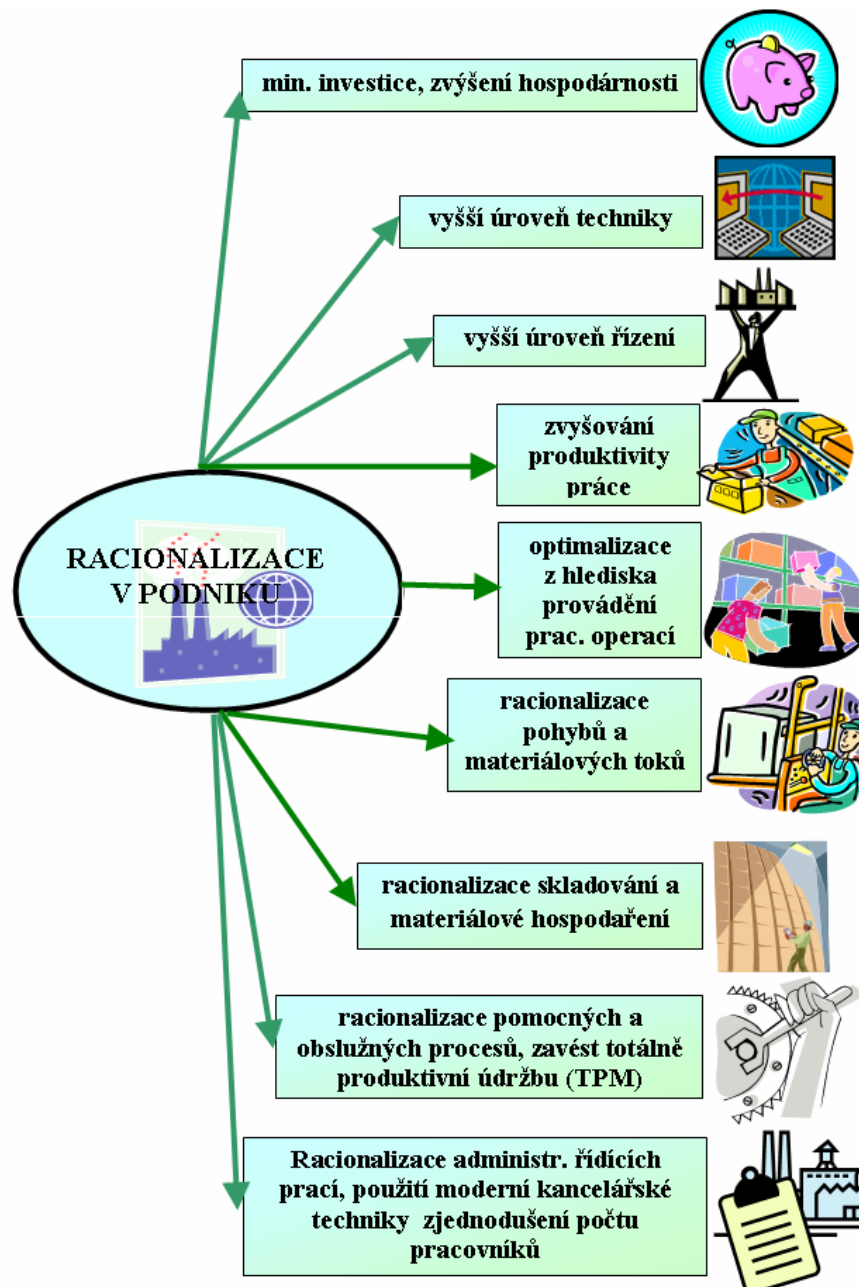 min. investice, zvýšení hospodárnosti
vyšší úroveň techniky
vyšší úroveň řízení
zvyšování
produktivity
práce
RACIONALIZACE
V PODNIKU
optimalizace
z hlediska
provádění
prac. operací
racionalizace
pohybů a
materiálových toků
racionalizace skladování a
materiálové hospodaření
racionalizace pomocných a
obslužných procesů, zavést totálně
produktivní údržbu (TPM)
Racionalizace administr. řídících
prací, použití moderní kancelářské
techniky zjednodušení počtu
pracovníků